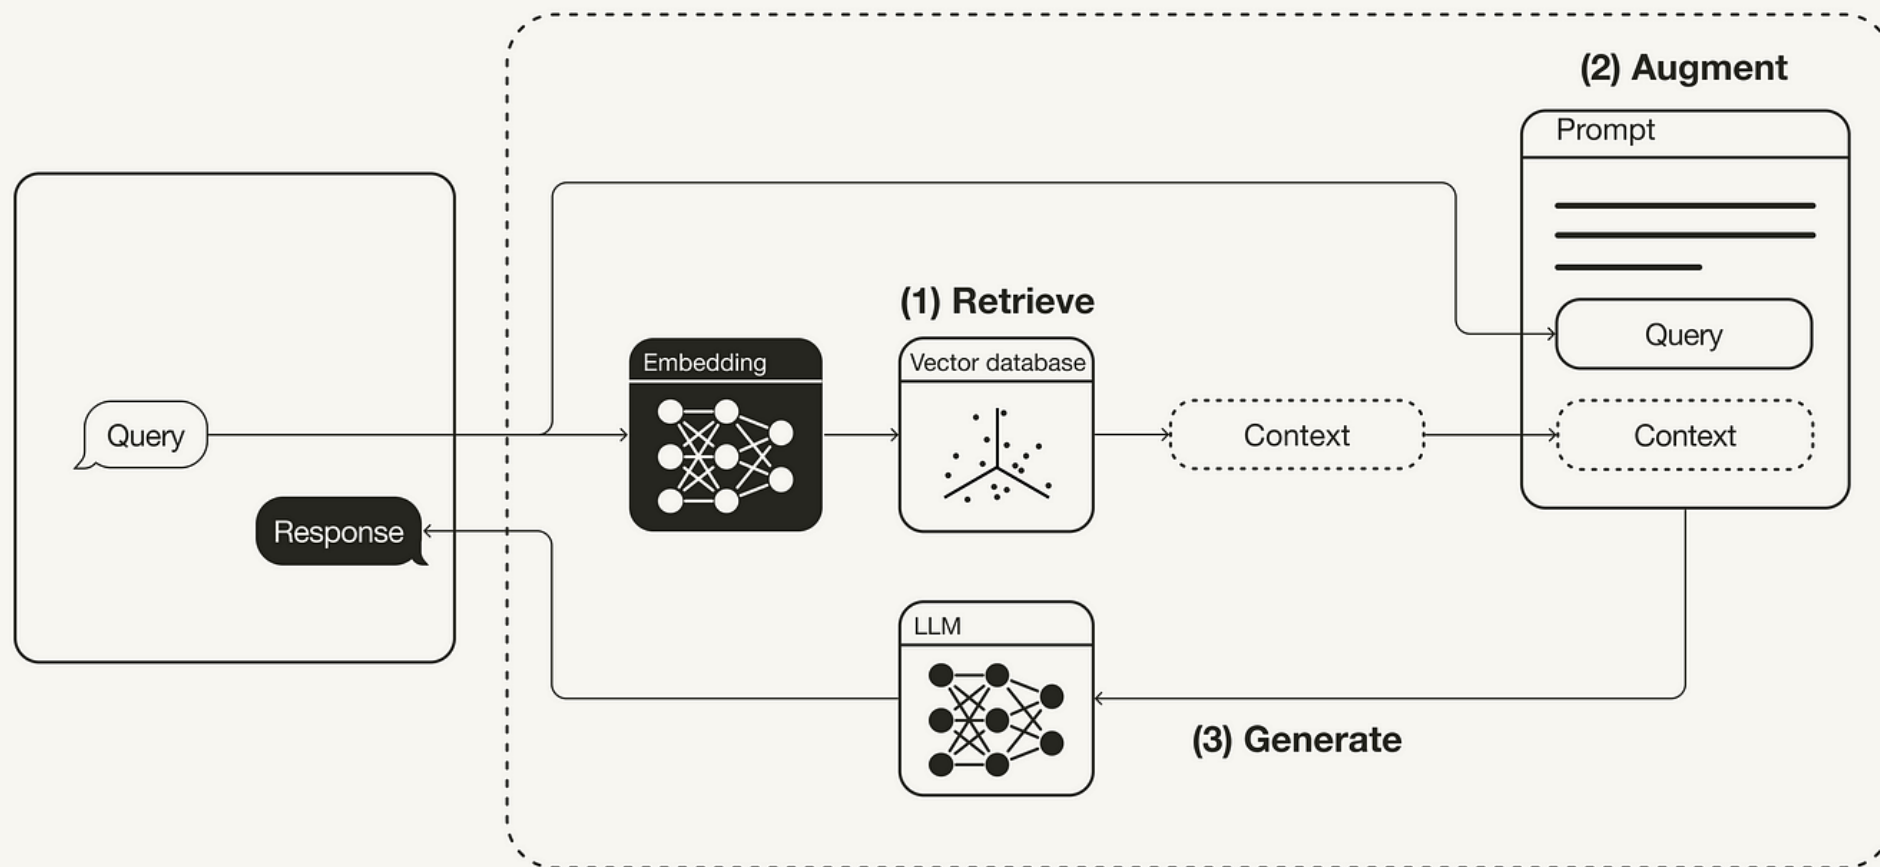 (2) Augment
Prompt
(1) Retrieve
Query
Embedding
Vector database
Query
Context
Context
Response
LLM
(3) Generate